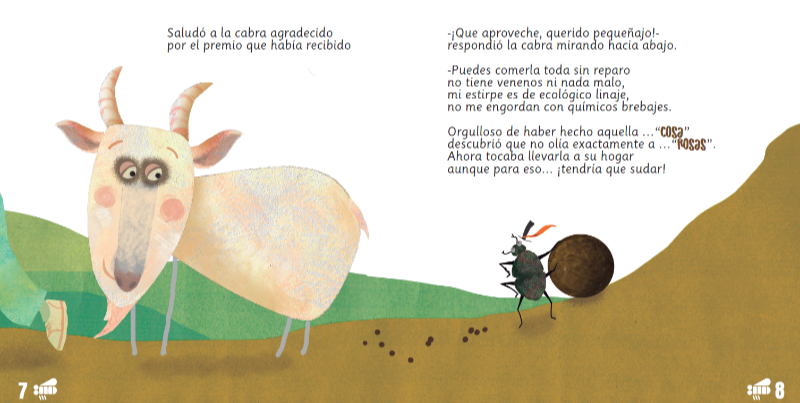 Saludó a la cabra agradecido
por el premio que había recibido
-¡Que aproveche, querido pequeñajo!-
respondió la cabra mirando hacia abajo.
-Puedes comerla toda sin reparo
no tiene venenos ni nada malo,
mi estirpe es de ecológico linaje,
no me engordan con químicos brebajes.
Orgulloso de haber hecho aquella ...“cosa”
descubrió que no olía exactamente a ...“Rosas”.
Ahora tocaba llevarla a su hogar
aunque para eso... ¡tendría que sudar!
7
8